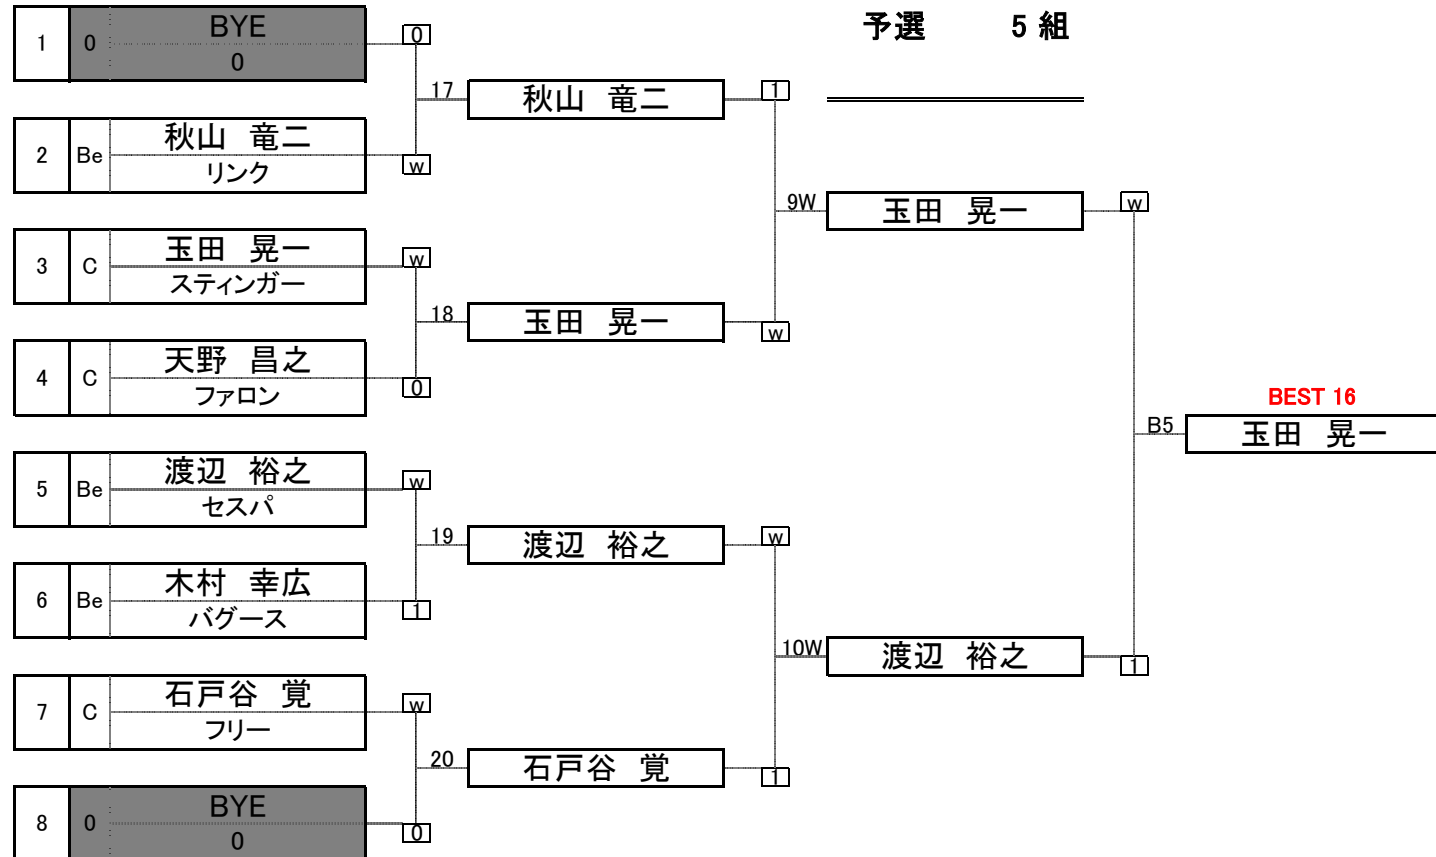 予選 5 組
1 0 BYE
0
0
2 Be 秋山 竜二
リンク
w
17 秋山 竜二 1
3 C 玉田 晃一
スティンガー
w
4 C 天野 昌之
ファロン
0
18 玉田 晃一 w
9W 玉田 晃一 w
5 Be 渡辺 裕之
セスパ
w
6 Be 木村 幸広
バグース
1
19 渡辺 裕之 w
7 C 石戸谷 覚
フリー
w
8 0 BYE
0
0
20 石戸谷 覚 1
10W 渡辺 裕之 1
BEST 16
B5 玉田 晃一